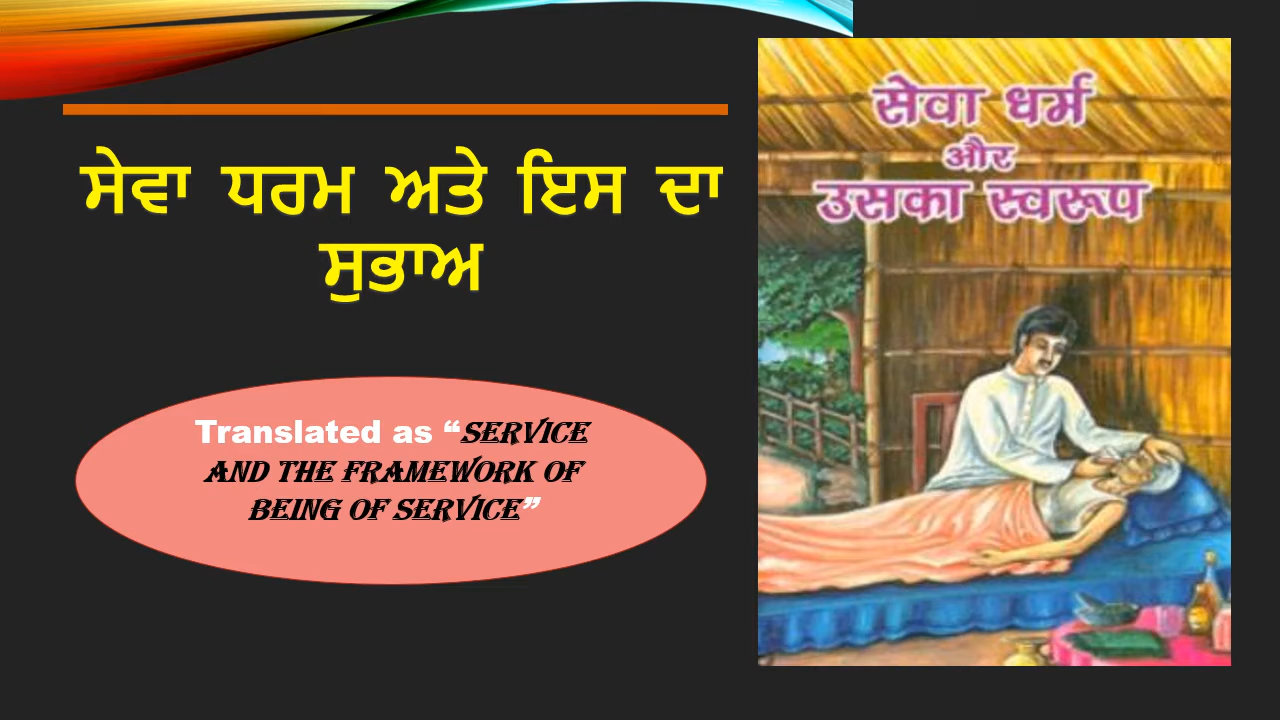 ਸੇਵਾ ਧਰਮ ਅਤੇ ਇਸ ਦਾ
ਸੁਭਾਅ
Translated as “SERVICE
AND THE FRAMEWORK OF
BEING OF SERVICE”
सेवा धर्म
और
उसका स्वरूप